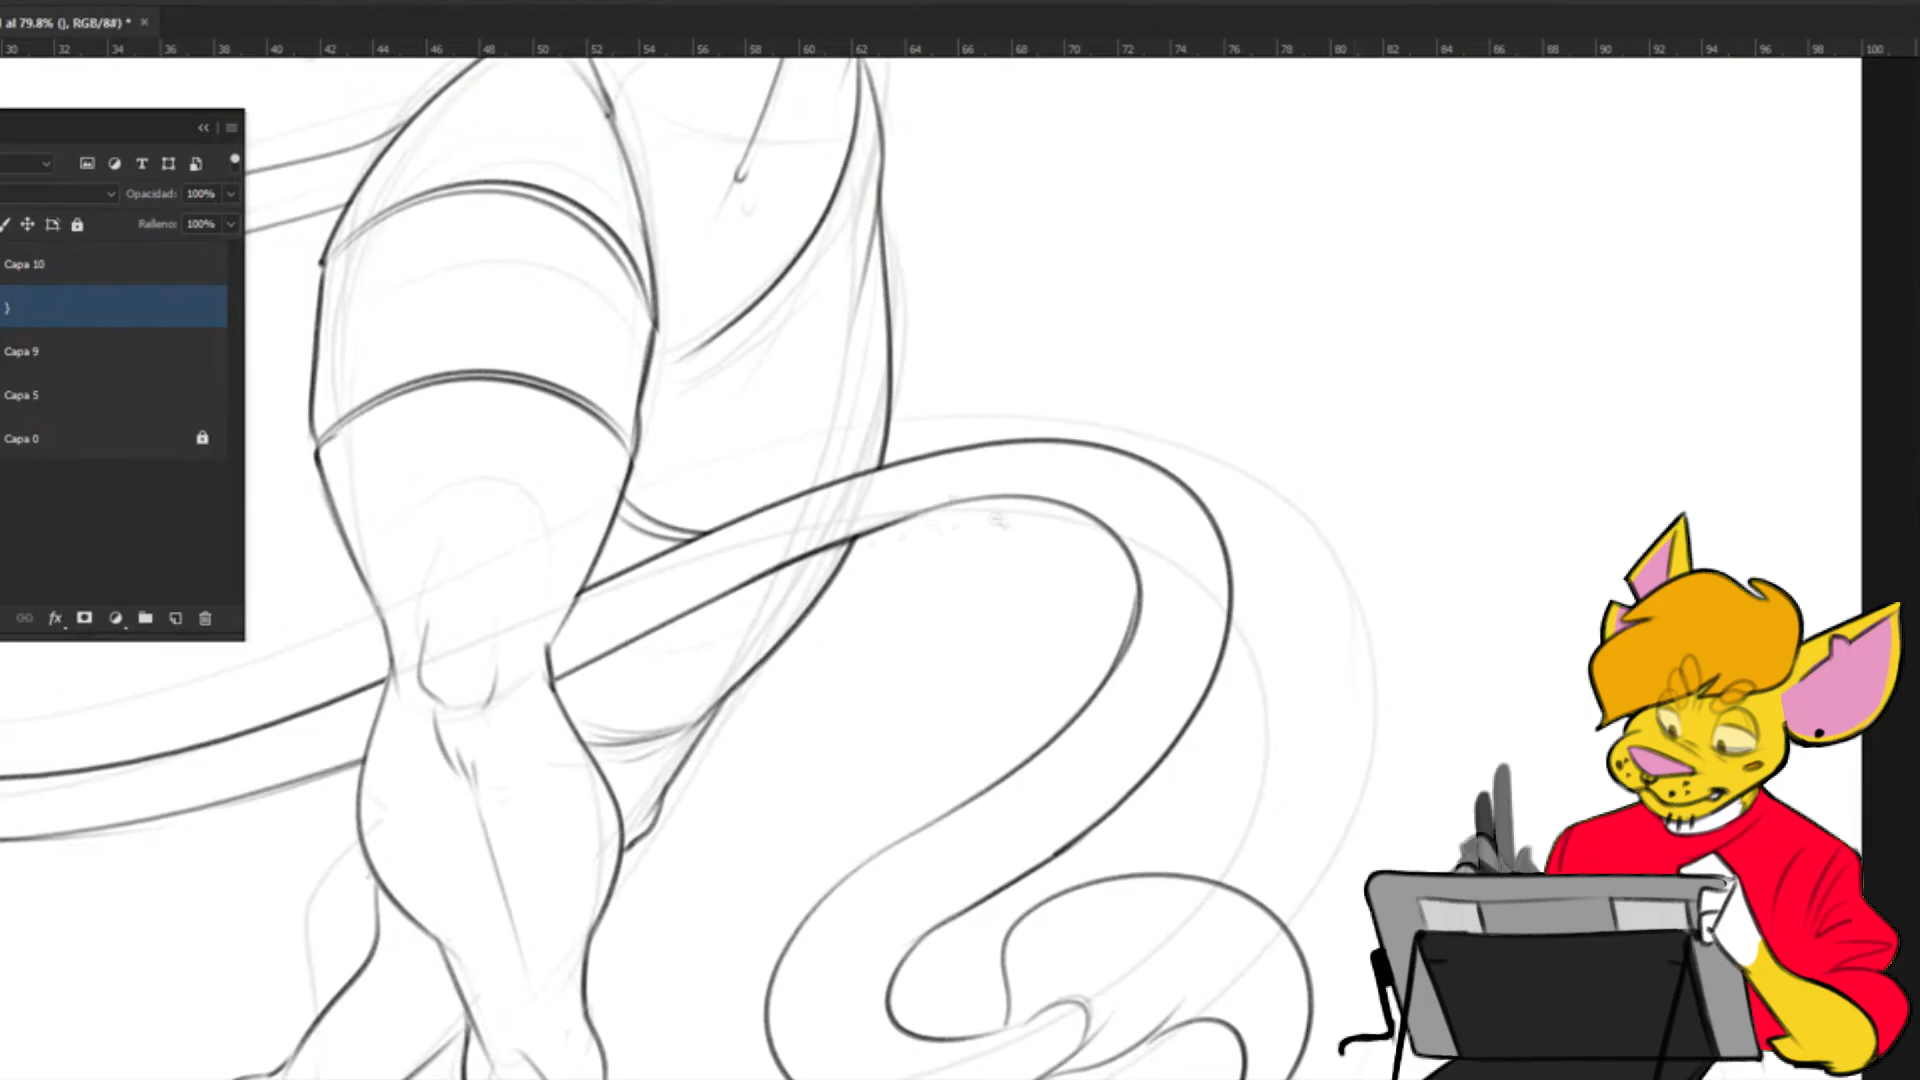 al 79.8% (), RGB/8#) *
30 32 34 36 38 40 42 44 46 48 50 52 54 56 58 60 62 64 66 68 70 72 74 76 78 80 82 84 86 88 90 92 94 96 98 100
Opacidad: 100%
Relleno: 100%
Capa 10
}
Capa 9
Capa 5
Capa 0
fx